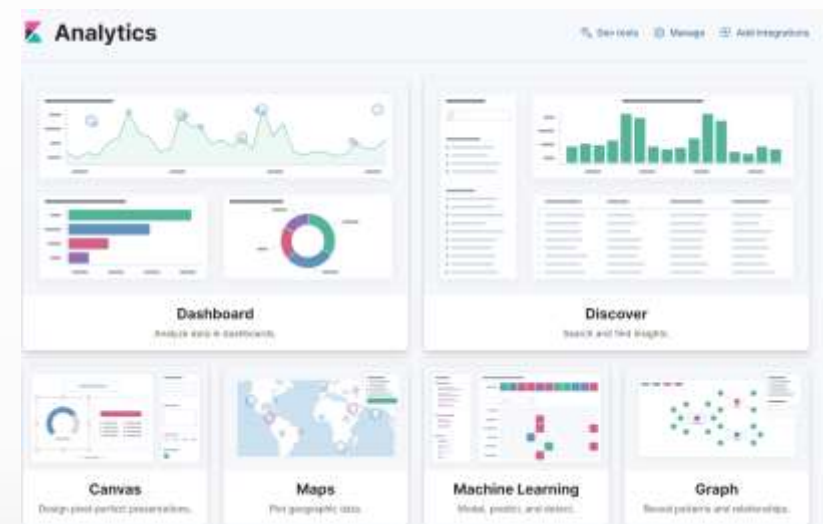 Analytics
Dev tools Manage Add integrations
Dashboard
Analyze data in dashboards.
Discover
Search and find insights.
Canvas
Design pixel-perfect presentations.
Maps
Plot geographic data.
Machine Learning
Model, predict, and detect.
Graph
Reveal patterns and relationships.